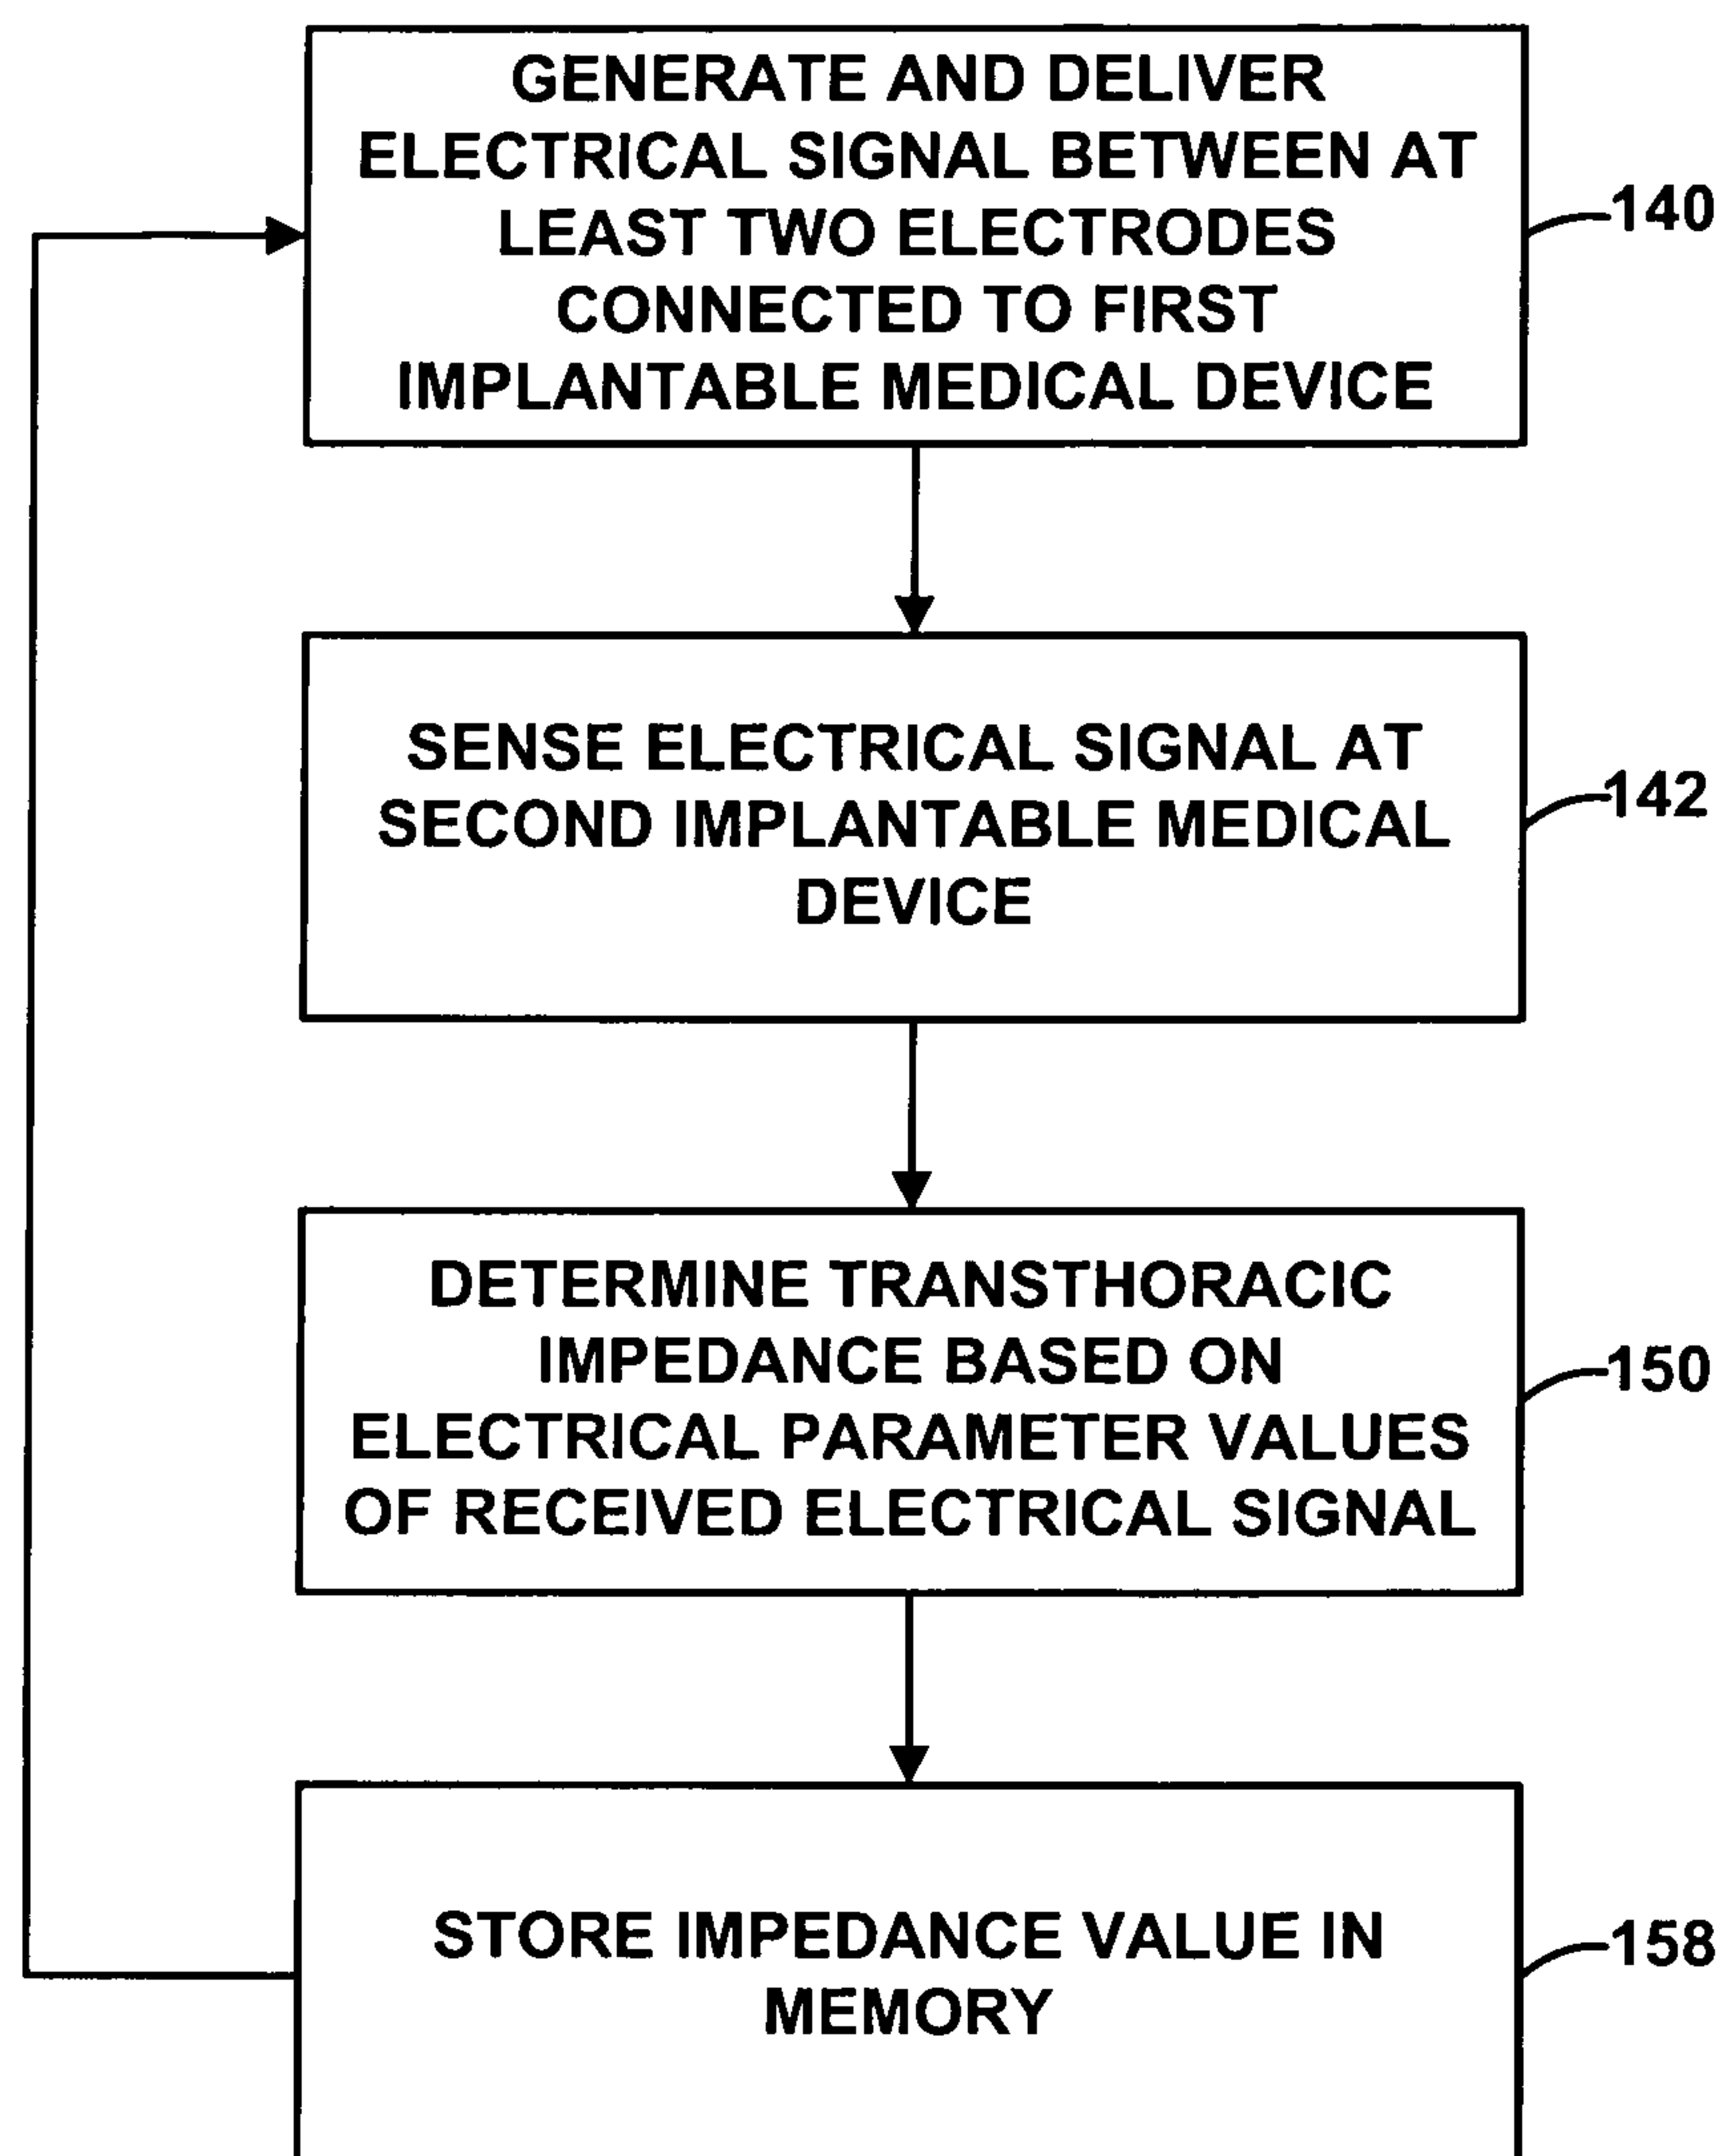 GENERATE AND DELIVER
ELECTRICAL SIGNAL BETWEEN AT
LEAST TWO ELECTRODES
CONNECTED TO FIRST
IMPLANTABLE MEDICAL DEVICE
140
SENSE ELECTRICAL SIGNAL AT
SECOND IMPLANTABLE MEDICAL
DEVICE
142
DETERMINE TRANSTHORACIC
IMPEDANCE BASED ON
ELECTRICAL PARAMETER VALUES
OF RECEIVED ELECTRICAL SIGNAL
150
STORE IMPEDANCE VALUE IN
MEMORY
158